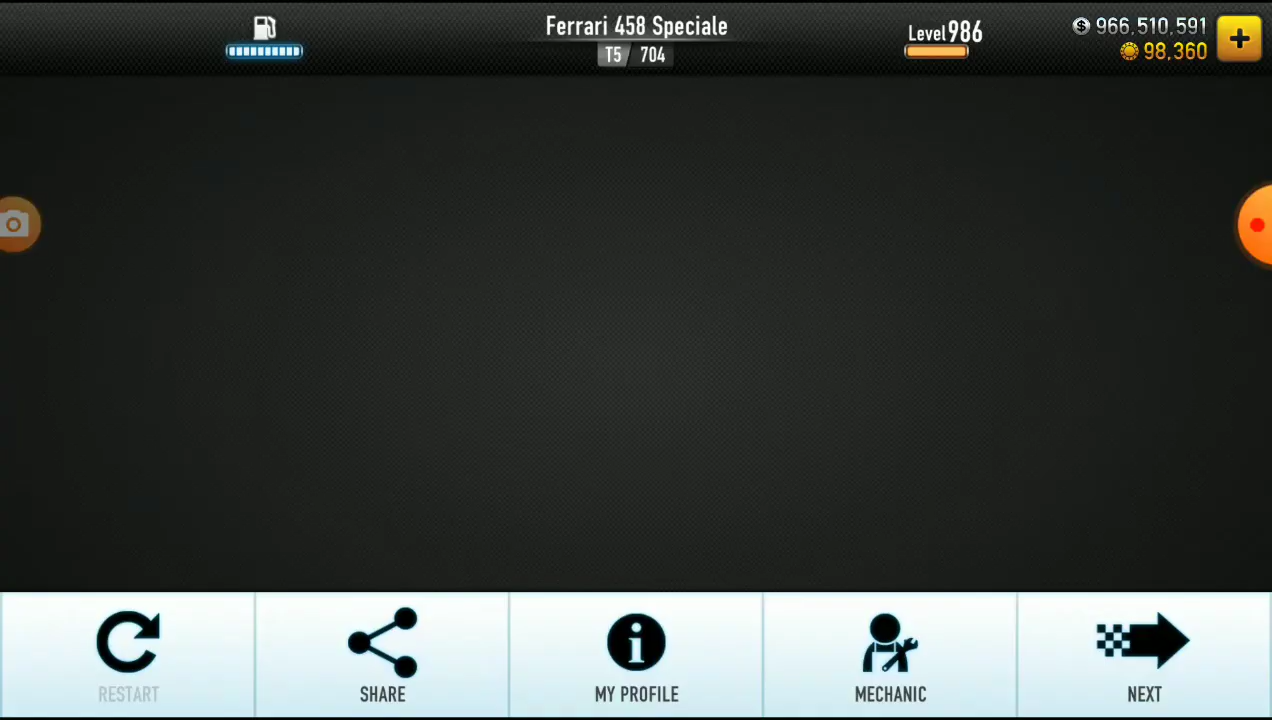 Ferrari 458 Speciale
T5 704
Level 986
966,510,591
98,360
RESTART
SHARE
MY PROFILE
MECHANIC
NEXT